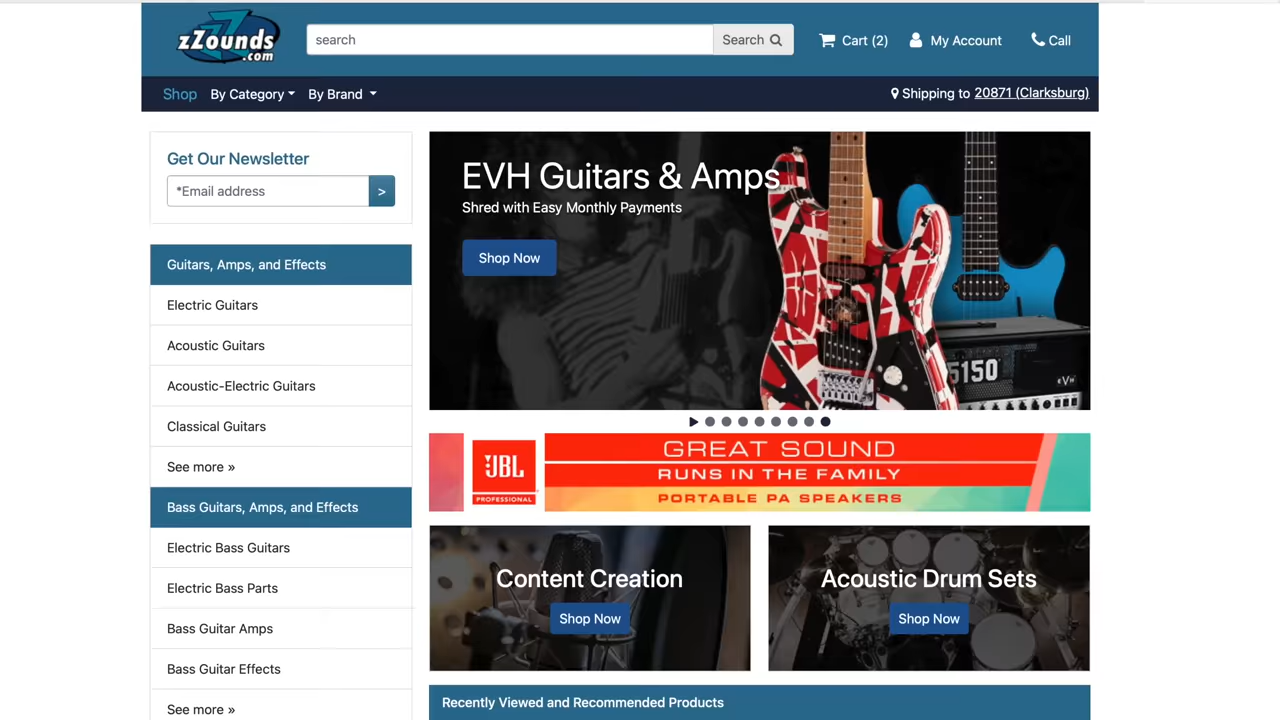 zZounds
.com
search
Search
Cart (2)
My Account
Call
Shop
By Category
By Brand
Shipping to 20871 (Clarksburg)
Get Our Newsletter
*Email address
>
Guitars, Amps, and Effects
Electric Guitars
Acoustic Guitars
Acoustic-Electric Guitars
Classical Guitars
See more »
Bass Guitars, Amps, and Effects
Electric Bass Guitars
Electric Bass Parts
Bass Guitar Amps
Bass Guitar Effects
See more »
EVH Guitars & Amps
Shred with Easy Monthly Payments
Shop Now
5150
EVH
JBL
PROFESSIONAL
GREAT SOUND
RUNS IN THE FAMILY
PORTABLE PA SPEAKERS
Content Creation
Shop Now
Acoustic Drum Sets
Shop Now
Recently Viewed and Recommended Products